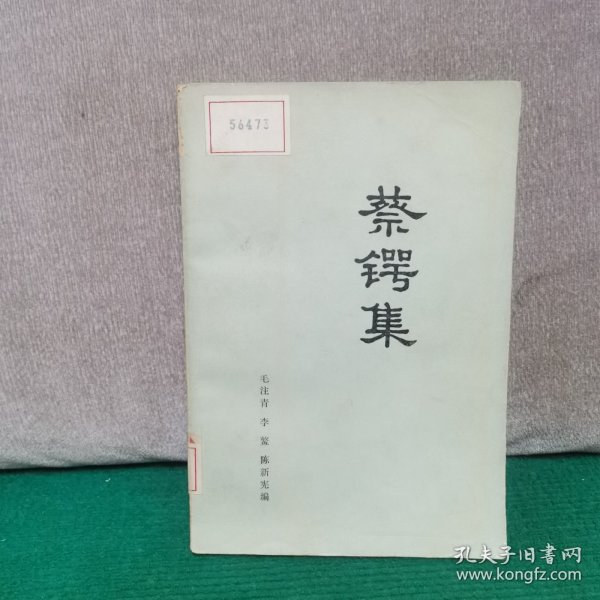 56473
蔡锷集
毛注青 李鳌 陈新宪编
孔夫子旧书网
www.kongfz.com